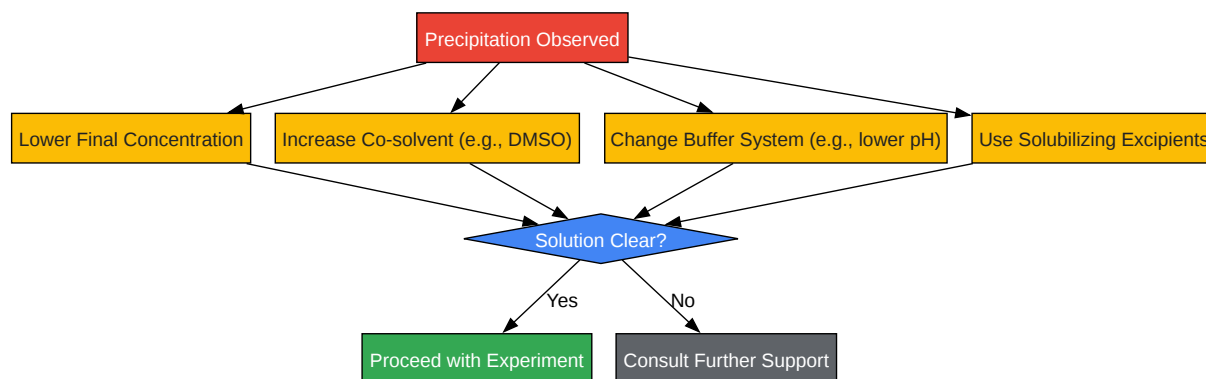 Precipitation Observed
Lower Final Concentration
Increase Co-solvent (e.g., DMSO)
Change Buffer System (e.g., lower pH)
Use Solubilizing Excipients
Solution Clear?
Yes
No
Proceed with Experiment
Consult Further Support